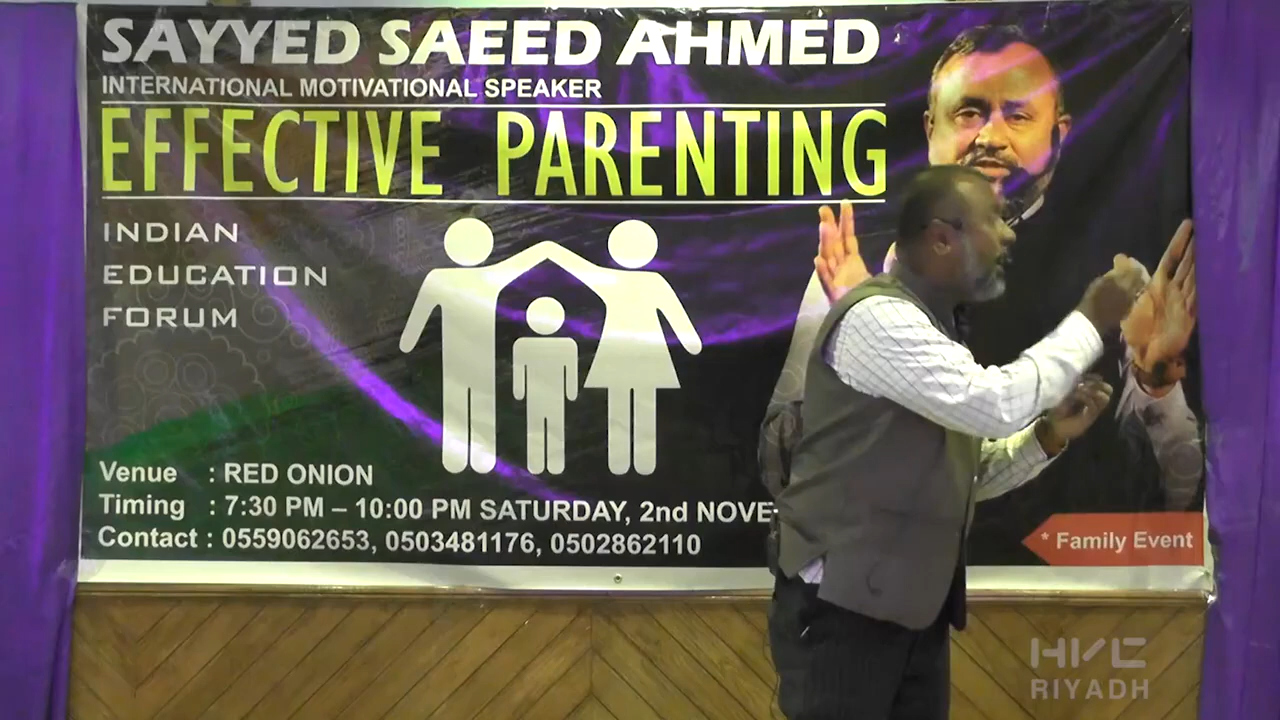 SAYYED SAEED AHMED
INTERNATIONAL MOTIVATIONAL SPEAKER
EFFECTIVE PARENTING
INDIAN
EDUCATION
FORUM
Venue : RED ONION
Timing : 7:30 PM – 10:00 PM SATURDAY, 2nd NOVE
Contact : 0559062653, 0503481176, 0502862110
* Family Event
HIVE
RIYADH